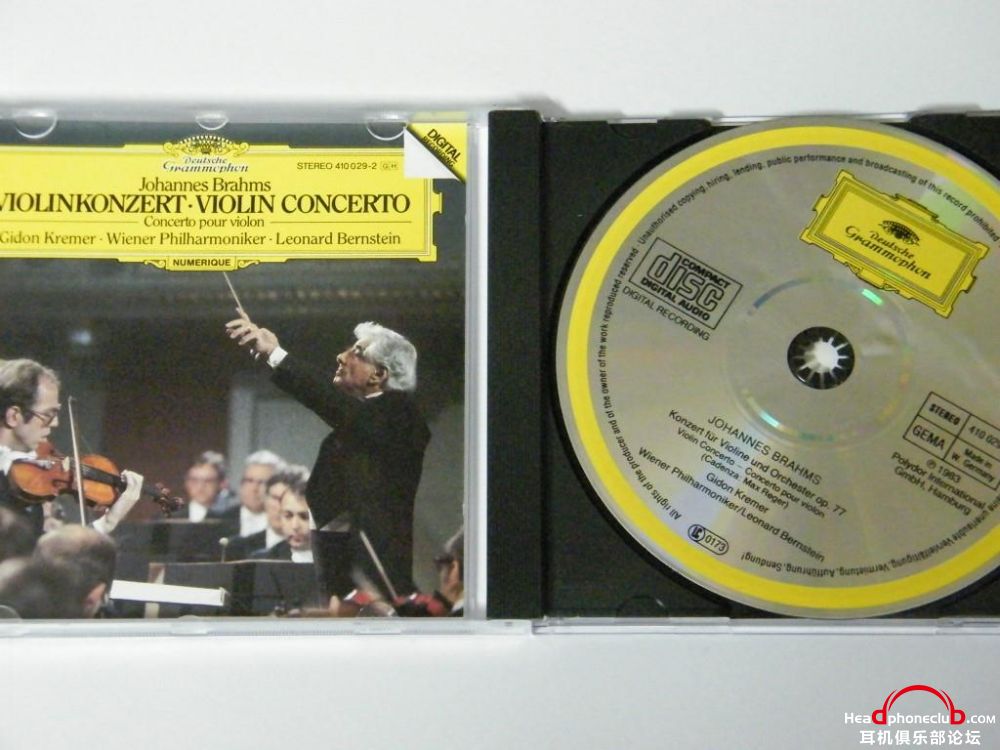 Deutsche
Grammophon
STEREO 410 029-2 GH
DIGITAL
RECORDING
Johannes Brahms
VIOLINKONZERT · VIOLIN CONCERTO
Concerto pour violon
Gidon Kremer · Wiener Philharmoniker · Leonard Bernstein
NUMERIQUE
All rights of the producer and of the owner of the work reproduced reserved · Unauthorised copying, hiring, lending, public performance and broadcasting of this record prohibited
Deutsche
Grammophon
COMPACT
disc
DIGITAL AUDIO
DIGITAL RECORDING
STEREO
410 02
GEMA
Made in
W. Germany
℗ 1983
Polydor International
GmbH, Hamburg
JOHANNES BRAHMS
Konzert für Violine und Orchester op. 77
Violin Concerto – Concerto pour violon
(Cadenza: Max Reger)
Gidon Kremer
Wiener Philharmoniker/Leonard Bernstein
LC 0173
Vervielfältigung, Vermietung, Aufführung, Sendung!
Headphoneclub.com
耳机俱乐部论坛